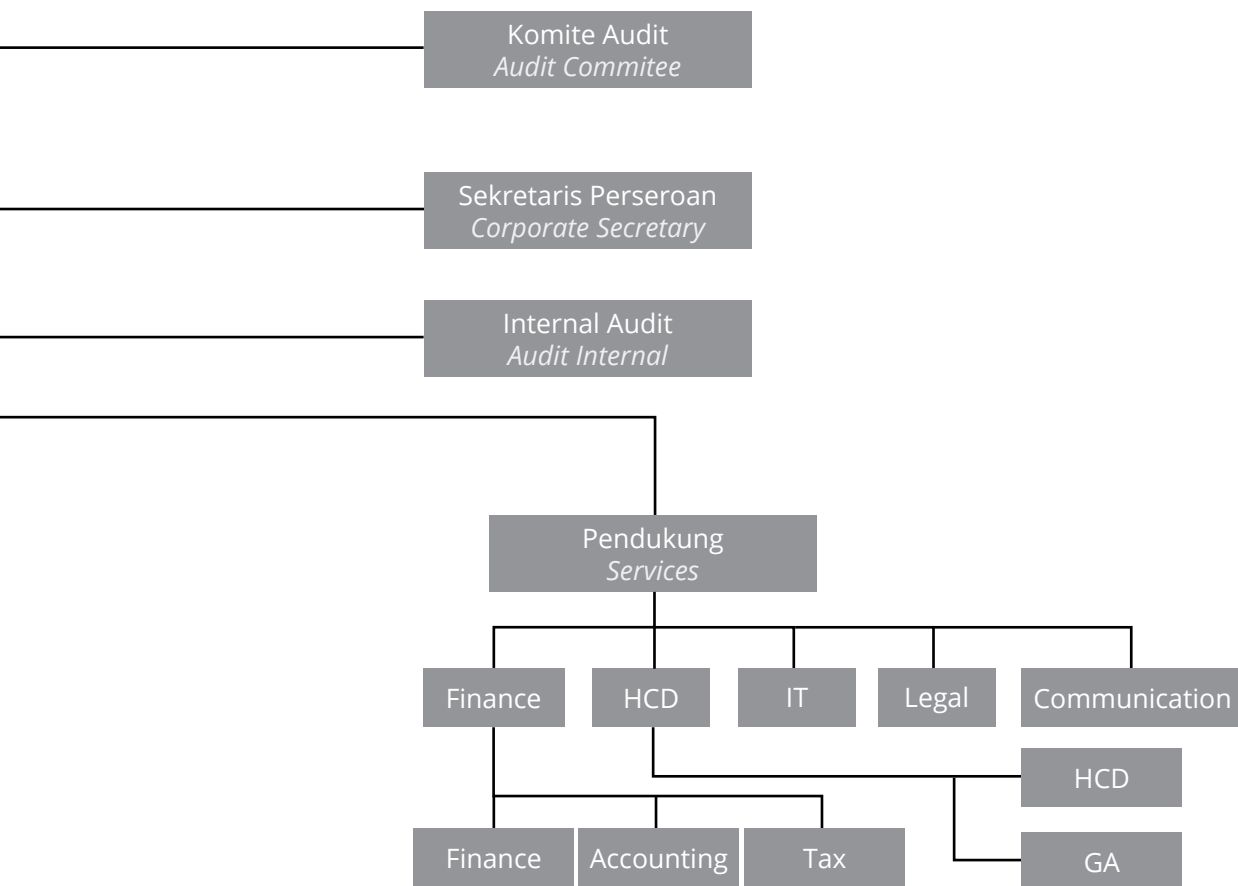 Komite Audit
Audit Commitee
Sekretaris Perseroan
Corporate Secretary
Internal Audit
Audit Internal
Pendukung
Services
Finance
HCD
IT
Legal
Communication
HCD
Finance
Accounting
Tax
GA